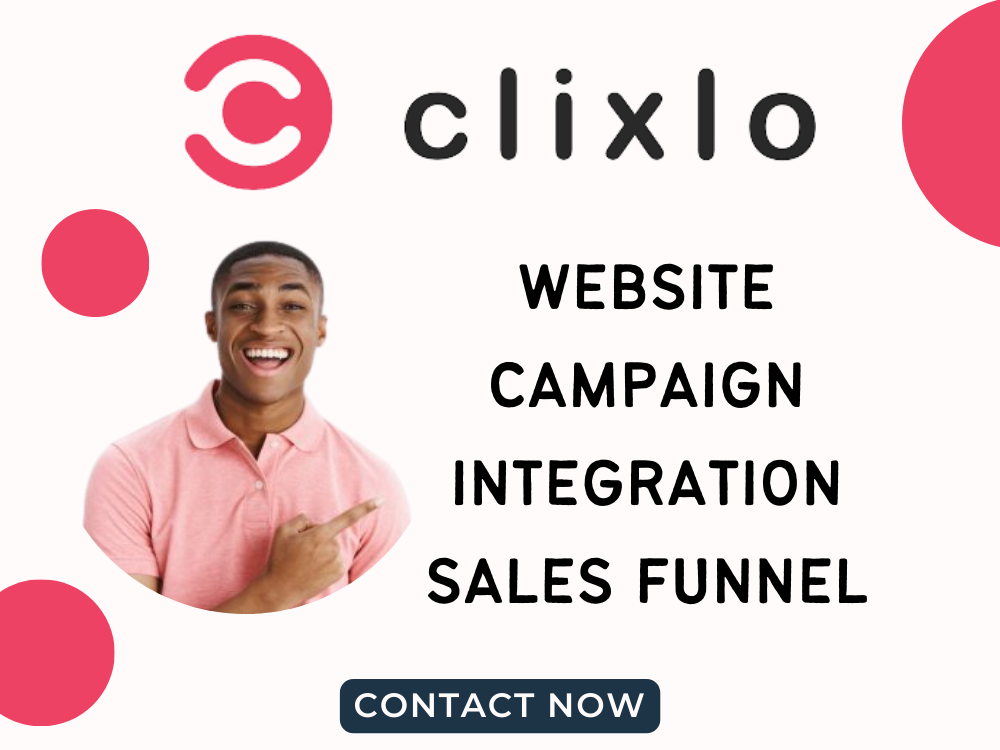 clixlo
WEBSITE
CAMPAIGN
INTEGRATION
SALES FUNNEL
CONTACT NOW